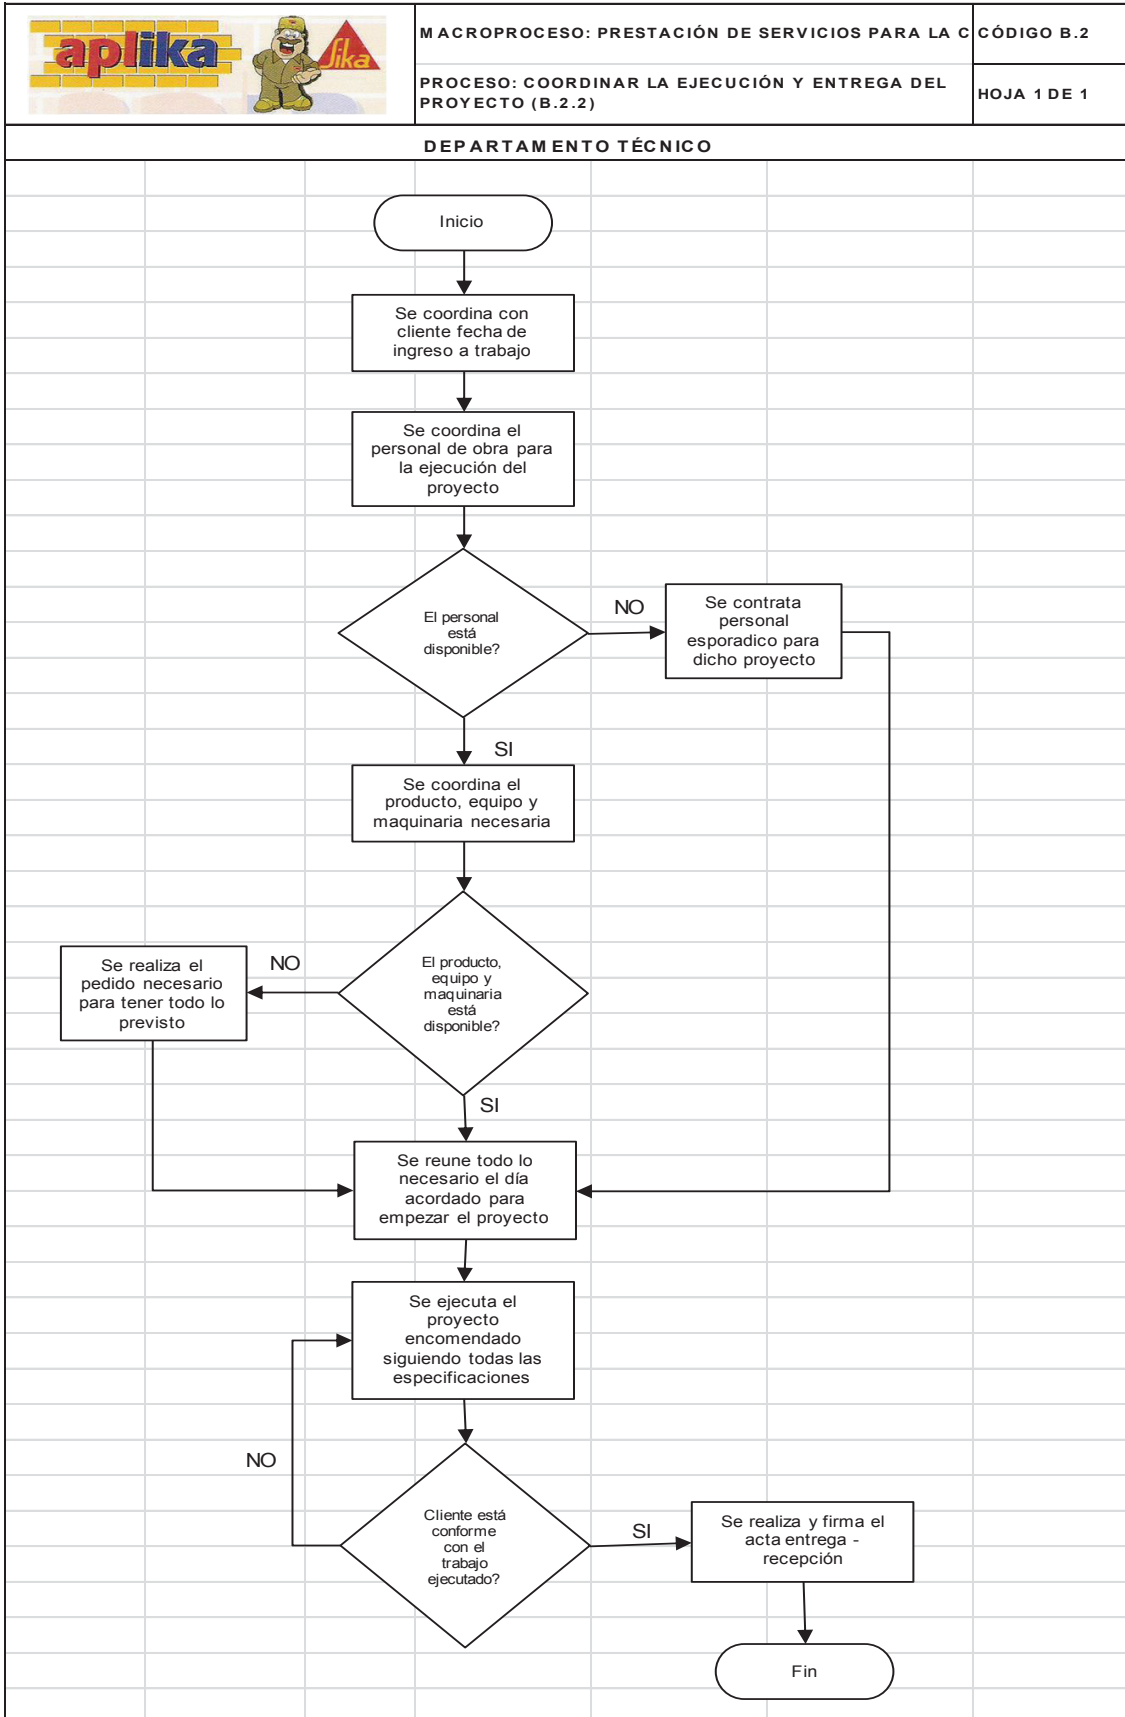 aplika
Sika
MACROPROCESO: PRESTACIÓN DE SERVICIOS PARA LA C
CÓDIGO B.2
PROCESO: COORDINAR LA EJECUCIÓN Y ENTREGA DEL
PROYECTO (B.2.2)
HOJA 1 DE 1
DEPARTAMENTO TÉCNICO
Inicio
Se coordina con
cliente fecha de
ingreso a trabajo
Se coordina el
personal de obra para
la ejecución del
proyecto
El personal
está
disponible?
NO
Se contrata
personal
esporadico para
dicho proyecto
SI
Se coordina el
producto, equipo y
maquinaria necesaria
El producto,
equipo y
maquinaria
está
disponible?
NO
Se realiza el
pedido necesario
para tener todo lo
previsto
SI
Se reune todo lo
necesario el día
acordado para
empezar el proyecto
Se ejecuta el
proyecto
encomendado
siguiendo todas las
especificaciones
NO
Cliente está
conforme
con el
trabajo
ejecutado?
SI
Se realiza y firma el
acta entrega -
recepción
Fin